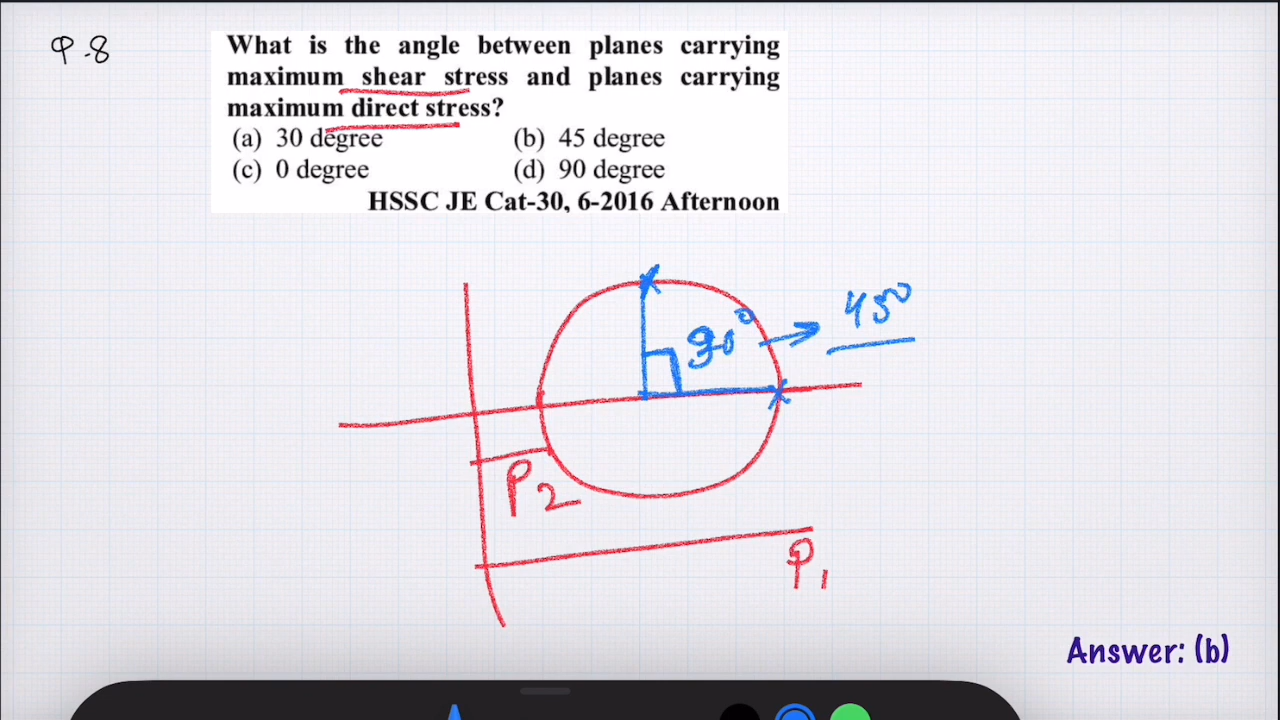 φ.8
What is the angle between planes carrying
maximum shear stress and planes carrying
maximum direct stress?
(a) 30 degree (b) 45 degree
(c) 0 degree (d) 90 degree
HSSC JE Cat-30, 6-2016 Afternoon
90° → 45°
P2
P1
Answer: (b)